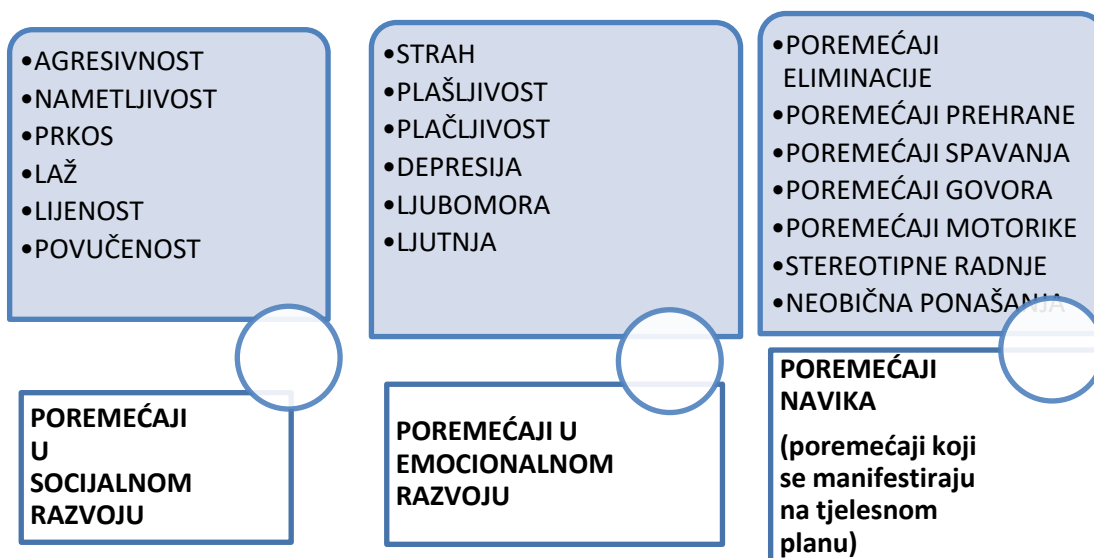 •AGRESIVNOST
•NAMETLJIVOST
•PRKOS
•LAŽ
•LIJENOST
•POVUČENOST
POREMEĆAJI
U
SOCIJALNOM
RAZVOJU
•STRAH
•PLAŠLJIVOST
•PLAČLJIVOST
•DEPRESIJA
•LJUBOMORA
•LJUTNJA
POREMEĆAJI U
EMOCIONALNOM
RAZVOJU
•POREMEĆAJI
ELIMINACIJE
•POREMEĆAJI PREHRANE
•POREMEĆAJI SPAVANJA
•POREMEĆAJI GOVORA
•POREMEĆAJI MOTORIKE
•STEREOTIPNE RADNJE
•NEOBIČNA PONAŠANJA
POREMEĆAJI
NAVIKA
(poremećaji koji
se manifestiraju
na tjelesnom
planu)